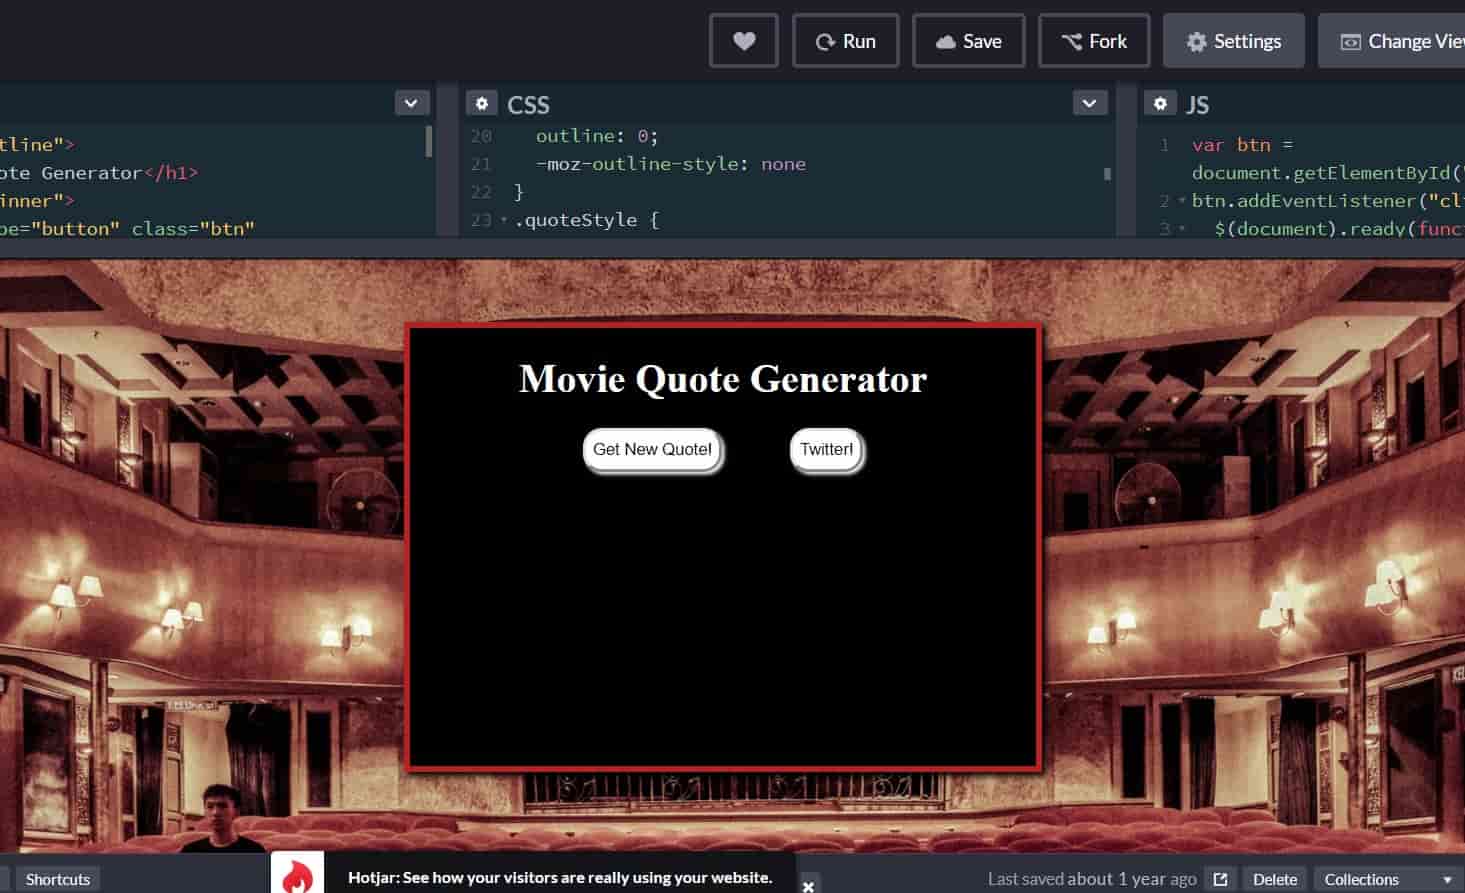 Run
Save
Fork
Settings
Change View
CSS
JS
tline">
ote Generator</h1>
inner">
pe="button" class="btn"
20 outline: 0;
21 -moz-outline-style: none
22 }
23 .quoteStyle {
1 var btn =
document.getElementById("
2 btn.addEventListener("cli
3 $(document).ready(func
Movie Quote Generator
Get New Quote!
Twitter!
Shortcuts
Hotjar: See how your visitors are really using your website.
Last saved about 1 year ago
Delete
Collections